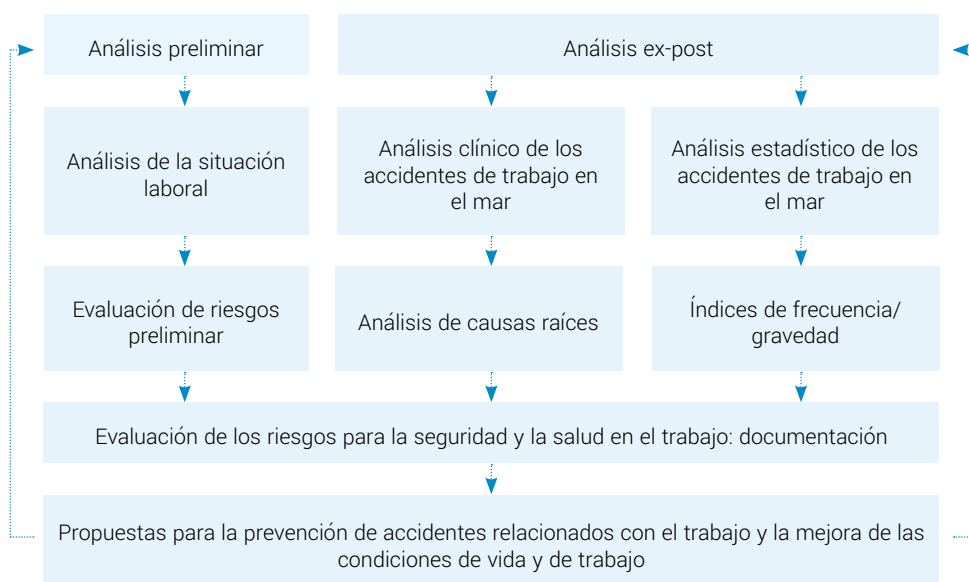 Análisis preliminar
Análisis ex-post
Análisis de la situación
laboral
Análisis clínico de los
accidentes de trabajo en
el mar
Análisis estadístico de los
accidentes de trabajo en
el mar
Evaluación de riesgos
preliminar
Análisis de causas raíces
Índices de frecuencia/
gravedad
Evaluación de los riesgos para la seguridad y la salud en el trabajo: documentación
Propuestas para la prevención de accidentes relacionados con el trabajo y la mejora de las
condiciones de vida y de trabajo